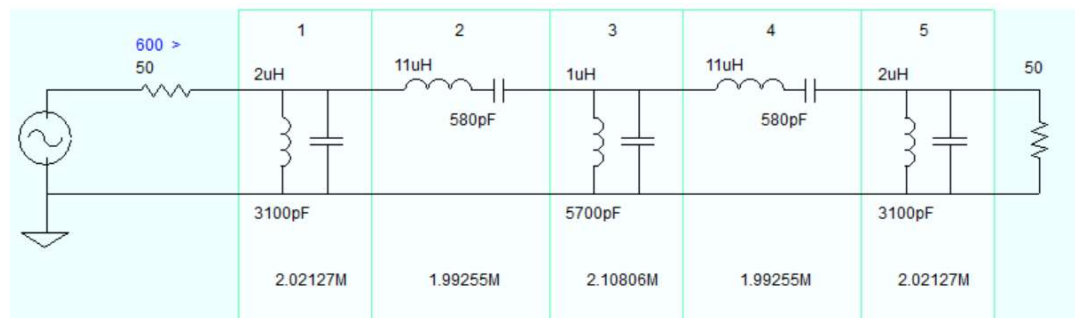 1 2 3 4 5
600 >
50
2uH 11uH 1uH 11uH 2uH 50
580pF 580pF
3100pF 5700pF 3100pF
2.02127M 1.99255M 2.10806M 1.99255M 2.02127M